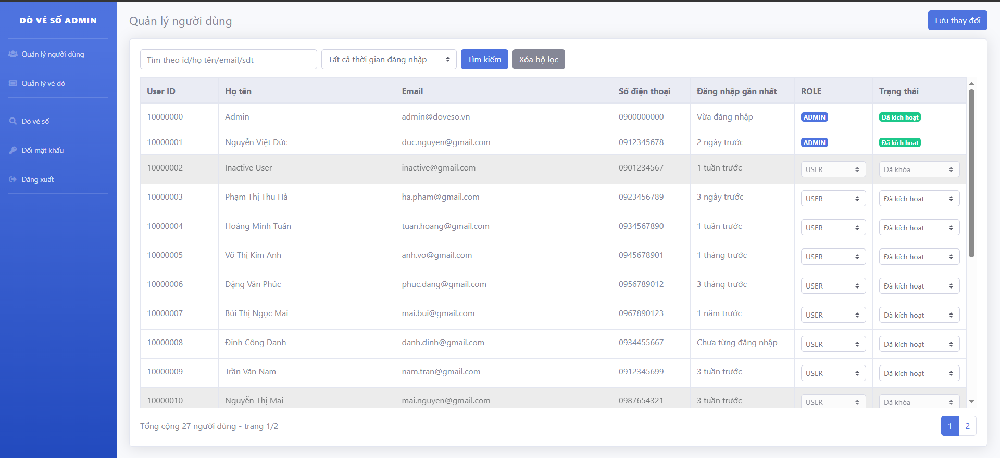 DÒ VÉ SỐ ADMIN
Quản lý người dùng
Quản lý vé dò
Dò vé số
Đổi mật khẩu
Đăng xuất
Quản lý người dùng
Lưu thay đổi
Tìm theo id/họ tên/email/sdt
Tất cả thời gian đăng nhập
Tìm kiếm
Xóa bộ lọc
User ID Họ tên Email Số điện thoại Đăng nhập gần nhất ROLE Trạng thái
10000000 Admin admin@doveso.vn 0900000000 Vừa đăng nhập ADMIN Đã kích hoạt
10000001 Nguyễn Việt Đức duc.nguyen@gmail.com 0912345678 2 ngày trước ADMIN Đã kích hoạt
10000002 Inactive User inactive@gmail.com 0901234567 1 tuần trước USER Đã khóa
10000003 Phạm Thị Thu Hà ha.pham@gmail.com 0923456789 3 ngày trước USER Đã kích hoạt
10000004 Hoàng Minh Tuấn tuan.hoang@gmail.com 0934567890 1 tuần trước USER Đã kích hoạt
10000005 Võ Thị Kim Anh anh.vo@gmail.com 0945678901 1 tháng trước USER Đã kích hoạt
10000006 Đặng Văn Phúc phuc.dang@gmail.com 0956789012 3 tháng trước USER Đã kích hoạt
10000007 Bùi Thị Ngọc Mai mai.bui@gmail.com 0967890123 1 năm trước USER Đã kích hoạt
10000008 Đinh Công Danh danh.dinh@gmail.com 0934455667 Chưa từng đăng nhập USER Đã kích hoạt
10000009 Trần Văn Nam nam.tran@gmail.com 0912345699 3 tuần trước USER Đã kích hoạt
10000010 Nguyễn Thị Mai mai.nguyen@gmail.com 0987654321 3 tuần trước USER Đã khóa
Tổng cộng 27 người dùng - trang 1/2
1 2